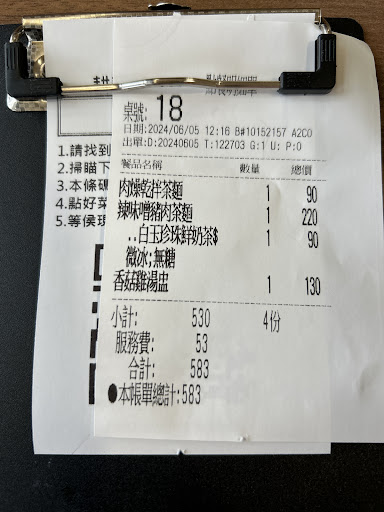 桌號: 18
日期:2024/06/05 12:16 B#10152157 A2C0
出單:D:20240605 T:122703 G:1 U: P:0
餐品名稱 數量 總價
肉燥乾拌茶麵 1 90
辣味嚐豬肉茶麵 1 220
..白玉珍珠鮮奶茶$ 1 90
微冰;無糖
香菇雞湯盅 1 130
小計: 530 4份
服務費: 53
合計: 583
●本帳單總計:583
1.請找到
2.掃瞄下
3.本條碼
4.點好菜
5.等侯現